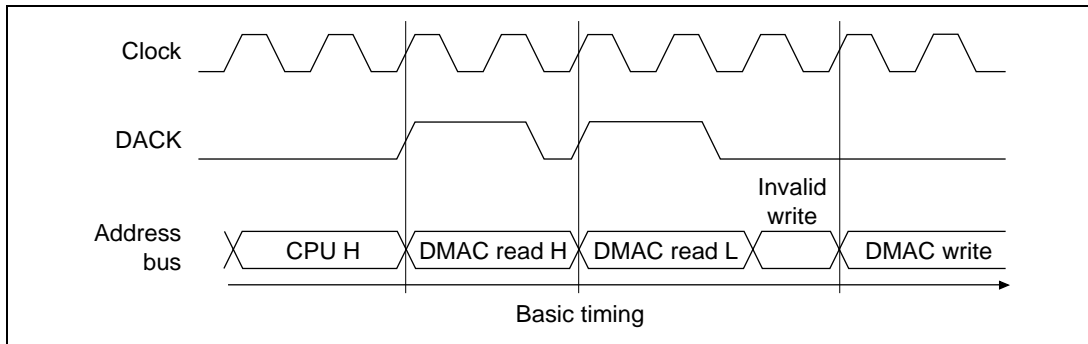 Clock
DACK
Invalid
write
Address
bus
CPU H
DMAC read H
DMAC read L
DMAC write
Basic timing